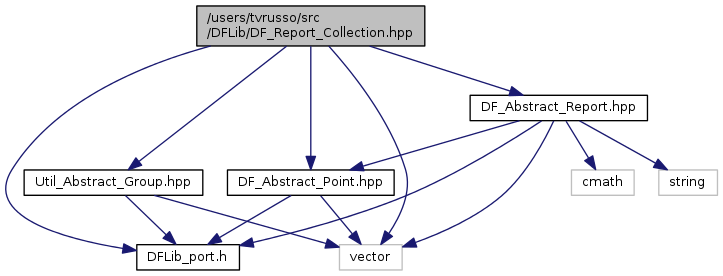 /users/tvrusso/src
/DFLib/DF_Report_Collection.hpp
DF_Abstract_Report.hpp
Util_Abstract_Group.hpp
DF_Abstract_Point.hpp
cmath
string
DFLib_port.h
vector